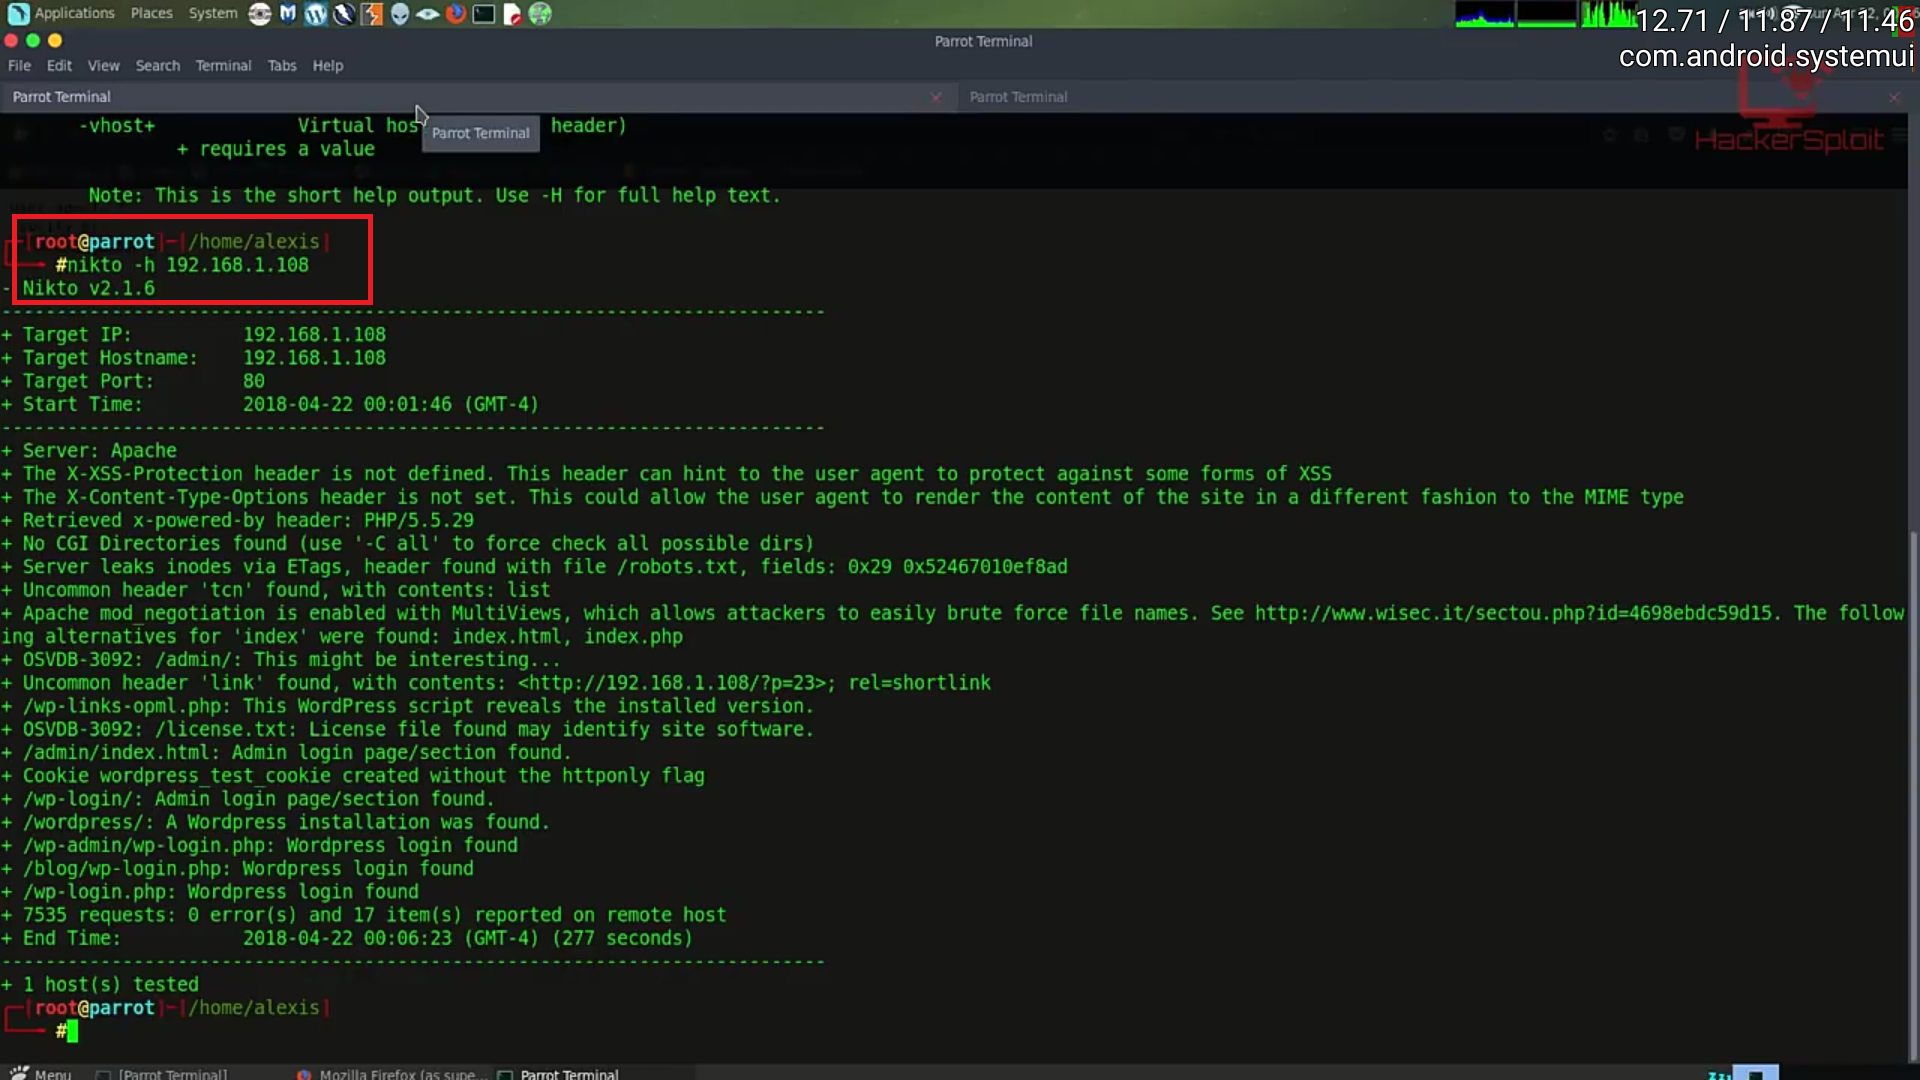 Applications Places System
12.71 / 11.87 / 11.46
com.android.systemui
Parrot Terminal
File Edit View Search Terminal Tabs Help
Parrot Terminal
Parrot Terminal
-vhost+ Virtual hos header)
Parrot Terminal
+ requires a value
HackerSploit
Note: This is the short help output. Use -H for full help text.
[root@parrot]-[/home/alexis]
#nikto -h 192.168.1.108
- Nikto v2.1.6
---------------------------------------------------------------------------
+ Target IP: 192.168.1.108
+ Target Hostname: 192.168.1.108
+ Target Port: 80
+ Start Time: 2018-04-22 00:01:46 (GMT-4)
---------------------------------------------------------------------------
+ Server: Apache
+ The X-XSS-Protection header is not defined. This header can hint to the user agent to protect against some forms of XSS
+ The X-Content-Type-Options header is not set. This could allow the user agent to render the content of the site in a different fashion to the MIME type
+ Retrieved x-powered-by header: PHP/5.5.29
+ No CGI Directories found (use '-C all' to force check all possible dirs)
+ Server leaks inodes via ETags, header found with file /robots.txt, fields: 0x29 0x52467010ef8ad
+ Uncommon header 'tcn' found, with contents: list
+ Apache mod_negotiation is enabled with MultiViews, which allows attackers to easily brute force file names. See http://www.wisec.it/sectou.php?id=4698ebdc59d15. The follow
ing alternatives for 'index' were found: index.html, index.php
+ OSVDB-3092: /admin/: This might be interesting...
+ Uncommon header 'link' found, with contents: <http://192.168.1.108/?p=23>; rel=shortlink
+ /wp-links-opml.php: This WordPress script reveals the installed version.
+ OSVDB-3092: /license.txt: License file found may identify site software.
+ /admin/index.html: Admin login page/section found.
+ Cookie wordpress_test_cookie created without the httponly flag
+ /wp-login/: Admin login page/section found.
+ /wordpress/: A Wordpress installation was found.
+ /wp-admin/wp-login.php: Wordpress login found
+ /blog/wp-login.php: Wordpress login found
+ /wp-login.php: Wordpress login found
+ 7535 requests: 0 error(s) and 17 item(s) reported on remote host
+ End Time: 2018-04-22 00:06:23 (GMT-4) (277 seconds)
---------------------------------------------------------------------------
+ 1 host(s) tested
[root@parrot]-[/home/alexis]
#
Menu [Parrot Terminal] Mozilla Firefox (as supe... Parrot Terminal